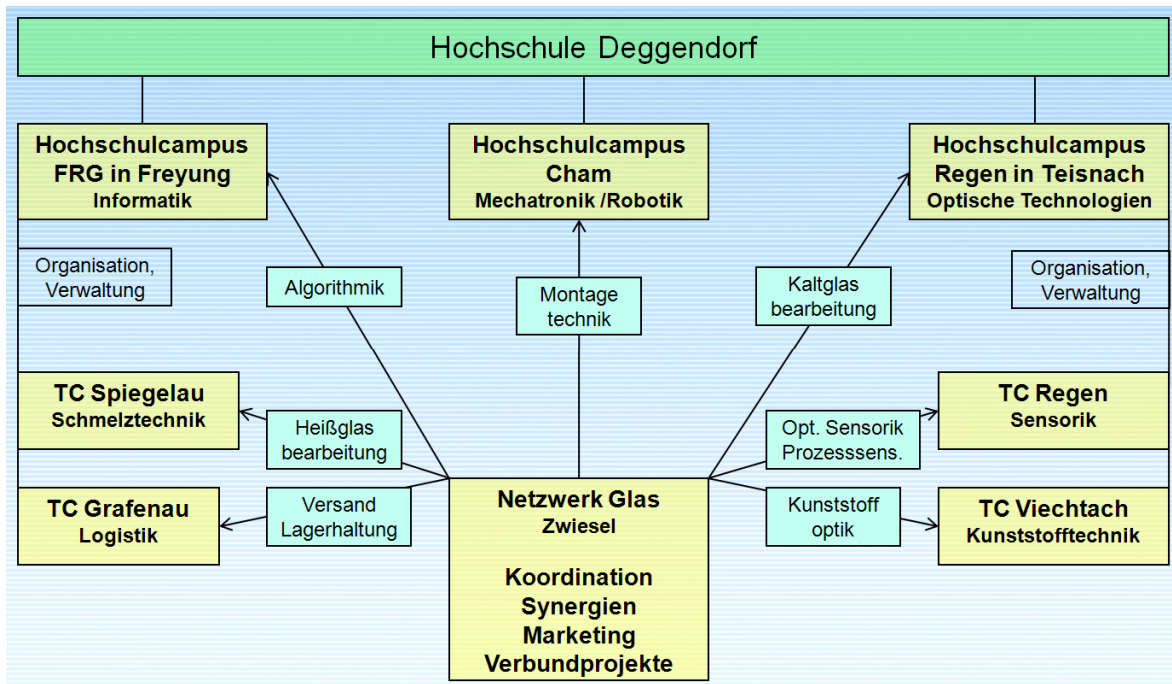 Hochschule Deggendorf
Hochschulcampus
FRG in Freyung
Informatik
Hochschulcampus
Cham
Mechatronik /Robotik
Hochschulcampus
Regen in Teisnach
Optische Technologien
Organisation,
Verwaltung
Algorithmik
Montage
technik
Kaltglas
bearbeitung
Organisation,
Verwaltung
TC Spiegelau
Schmelztechnik
Heißglas
bearbeitung
Opt. Sensorik
Prozesssens.
TC Regen
Sensorik
TC Grafenau
Logistik
Versand
Lagerhaltung
Netzwerk Glas
Zwiesel
Koordination
Synergien
Marketing
Verbundprojekte
Kunststoff
optik
TC Viechtach
Kunststofftechnik